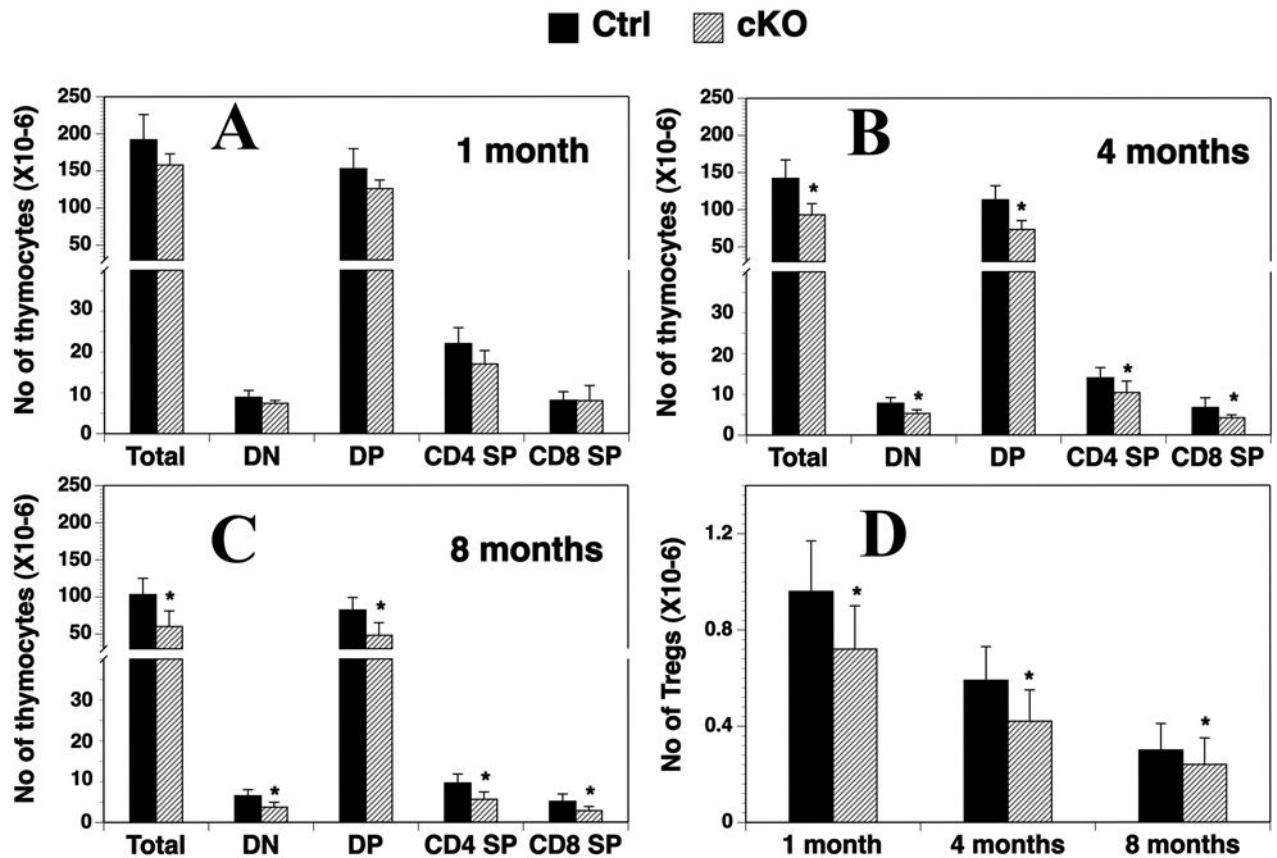 Ctrl cKO
A
1 month
No of thymocytes (X10-6)
250
200
150
100
50
30
20
10
0
Total DN DP CD4 SP CD8 SP
B
4 months
No of thymocytes (X10-6)
250
200
150
100
50
30
20
10
0
* * * * *
Total DN DP CD4 SP CD8 SP
C
8 months
No of thymocytes (X10-6)
250
200
150
100
50
30
20
10
0
* * * * *
Total DN DP CD4 SP CD8 SP
D
No of Tregs (X10-6)
1.2
0.8
0.4
0
* * *
1 month 4 months 8 months